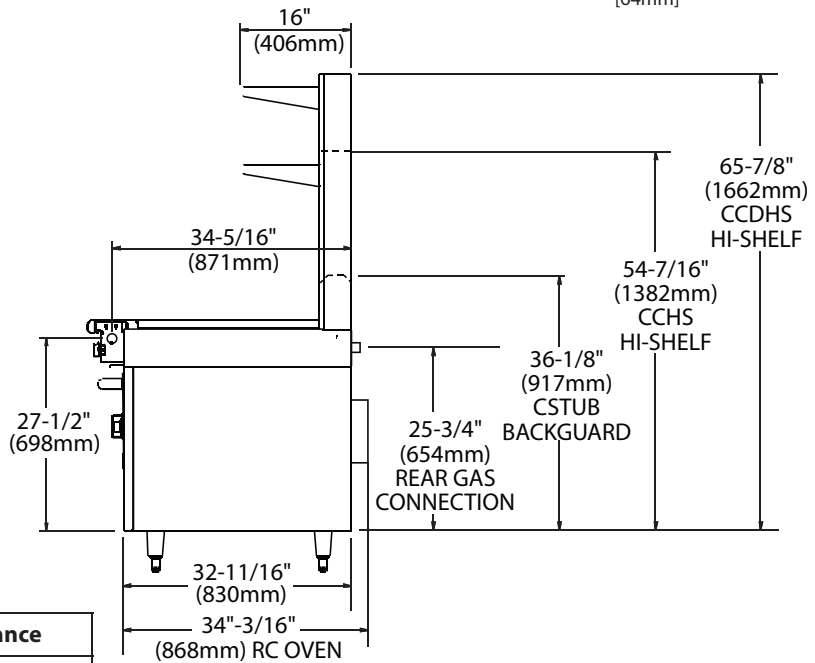 [64mm]
16"
(406mm)
65-7/8"
(1662mm)
CCDHS
HI-SHELF
34-5/16"
(871mm)
54-7/16"
(1382mm)
CCHS
HI-SHELF
36-1/8"
(917mm)
CSTUB
BACKGUARD
27-1/2"
(698mm)
25-3/4"
(654mm)
REAR GAS
CONNECTION
32-11/16"
(830mm)
34"-3/16"
(868mm) RC OVEN